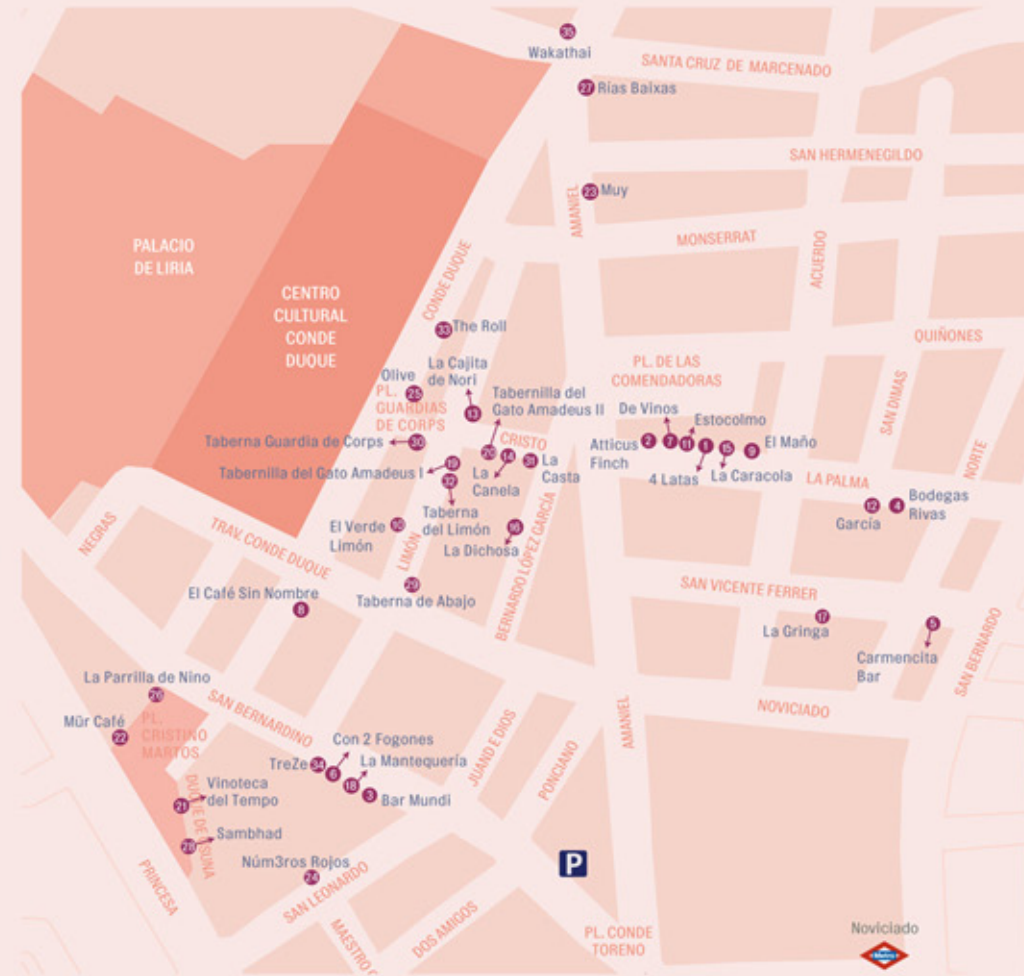 35
Wakathai
SANTA CRUZ DE MARCENADO
27 Rías Baixas
SAN HERMENEGILDO
23 Muy
AMANIEL
MONSERRAT
ACUERDO
PALACIO
DE LIRIA
CENTRO
CULTURAL
CONDE
DUQUE
CONDE DUQUE
33 The Roll
QUIÑONES
PL. DE LAS
COMENDADORAS
La Cajita
de Nori
13
Olive
25
PL.
GUARDIAS
DE CORPS
Tabernilla del
Gato Amadeus II
20
SAN DIMAS
De Vinos
7
Estocolmo
11
Taberna Guardia de Corps
30
CRISTO
Atticus
Finch
2
1
4 Latas
15
La Caracola
9
El Maño
NORTE
Tabernilla del Gato Amadeus I
19
32
14
La
Canela
31
La
Casta
LA PALMA
12
García
4
Bodegas
Rivas
Taberna
del Limón
El Verde
Limón
10
16
La Dichosa
NEGRAS
TRAV. CONDE DUQUE
LIMÓN
BERNARDO LÓPEZ GARCÍA
29
Taberna de Abajo
SAN VICENTE FERRER
El Café Sin Nombre
8
17
La Gringa
5
Carmencita
Bar
SAN BERNARDO
La Parrilla de Nino
26
SAN BERNARDINO
NOVICIADO
AMANIEL
Mür Café
22
PL.
CRISTINO
MARTOS
JUAN DE DIOS
PONCIANO
Con 2 Fogones
TreZe 34
6
La Mantequería
18
3
Bar Mundi
Vinoteca
del Tempo
21
DUQUE DE OSUNA
Sambhad
28
Núm3ros Rojos
24
P
PRINCESA
SAN LEONARDO
MAESTRO G
DOS AMIGOS
PL. CONDE
TORENO
Noviciado
Metro